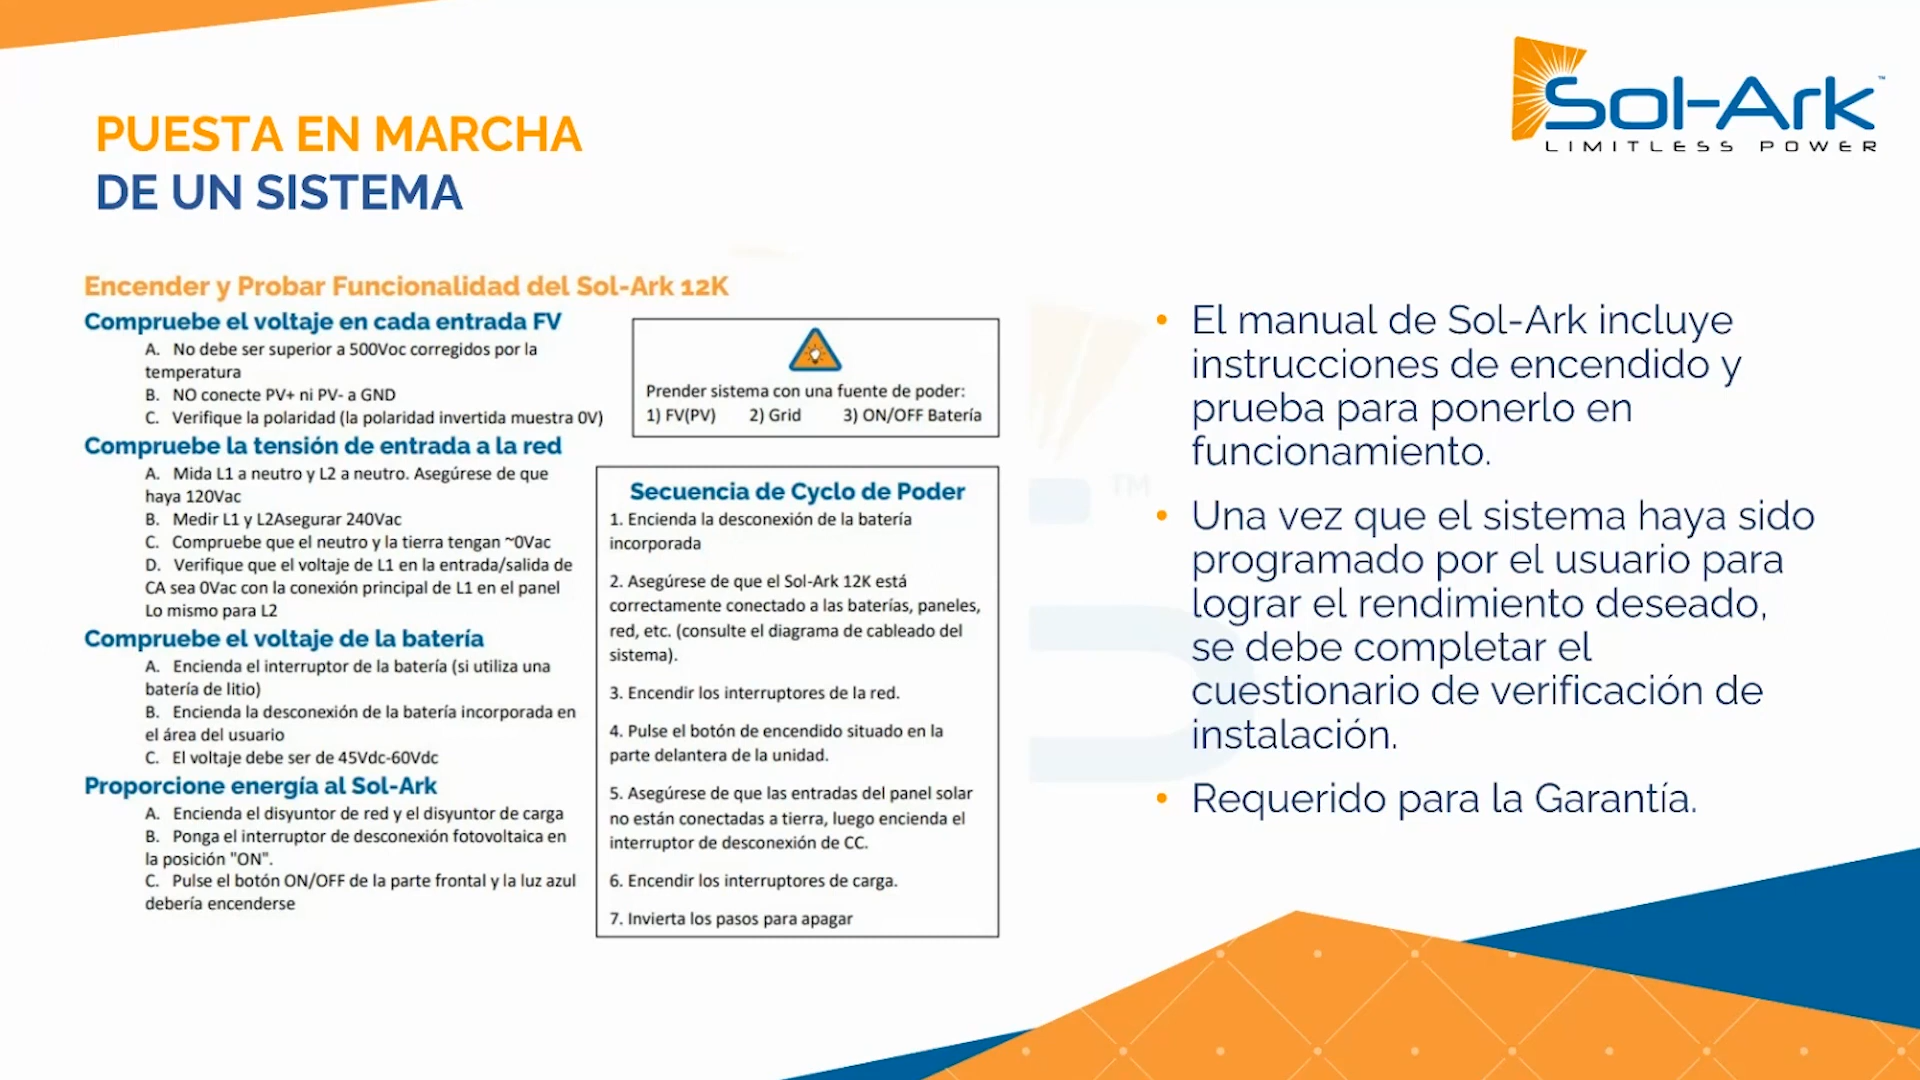 Sol-Ark™
LIMITLESS POWER
PUESTA EN MARCHA
DE UN SISTEMA
Encender y Probar Funcionalidad del Sol-Ark 12K
Compruebe el voltaje en cada entrada FV
A. No debe ser superior a 500Voc corregidos por la
temperatura
B. NO conecte PV+ ni PV- a GND
C. Verifique la polaridad (la polaridad invertida muestra 0V)
Compruebe la tensión de entrada a la red
A. Mida L1 a neutro y L2 a neutro. Asegúrese de que
haya 120Vac
B. Medir L1 y L2Asegurar 240Vac
C. Compruebe que el neutro y la tierra tengan ~0Vac
D. Verifique que el voltaje de L1 en la entrada/salida de
CA sea 0Vac con la conexión principal de L1 en el panel
Lo mismo para L2
Compruebe el voltaje de la batería
A. Encienda el interruptor de la batería (si utiliza una
batería de litio)
B. Encienda la desconexión de la batería incorporada en
el área del usuario
C. El voltaje debe ser de 45Vdc-60Vdc
Proporcione energía al Sol-Ark
A. Encienda el disyuntor de red y el disyuntor de carga
B. Ponga el interruptor de desconexión fotovoltaica en
la posición "ON".
C. Pulse el botón ON/OFF de la parte frontal y la luz azul
debería encenderse
Prender sistema con una fuente de poder:
1) FV(PV) 2) Grid 3) ON/OFF Batería
Secuencia de Cyclo de Poder
1. Encienda la desconexión de la batería
incorporada
2. Asegúrese de que el Sol-Ark 12K está
correctamente conectado a las baterías, paneles,
red, etc. (consulte el diagrama de cableado del
sistema).
3. Encendir los interruptores de la red.
4. Pulse el botón de encendido situado en la
parte delantera de la unidad.
5. Asegúrese de que las entradas del panel solar
no están conectadas a tierra, luego encienda el
interruptor de desconexión de CC.
6. Encendir los interruptores de carga.
7. Invierta los pasos para apagar
TM
• El manual de Sol-Ark incluye
instrucciones de encendido y
prueba para ponerlo en
funcionamiento.
• Una vez que el sistema haya sido
programado por el usuario para
lograr el rendimiento deseado,
se debe completar el
cuestionario de verificación de
instalación.
• Requerido para la Garantía.